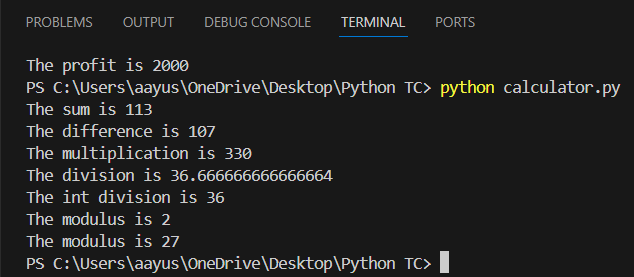 PROBLEMS OUTPUT DEBUG CONSOLE TERMINAL PORTS
The profit is 2000
PS C:\Users\aayus\OneDrive\Desktop\Python TC> python calculator.py
The sum is 113
The difference is 107
The multiplication is 330
The division is 36.666666666666664
The int division is 36
The modulus is 2
The modulus is 27
PS C:\Users\aayus\OneDrive\Desktop\Python TC>